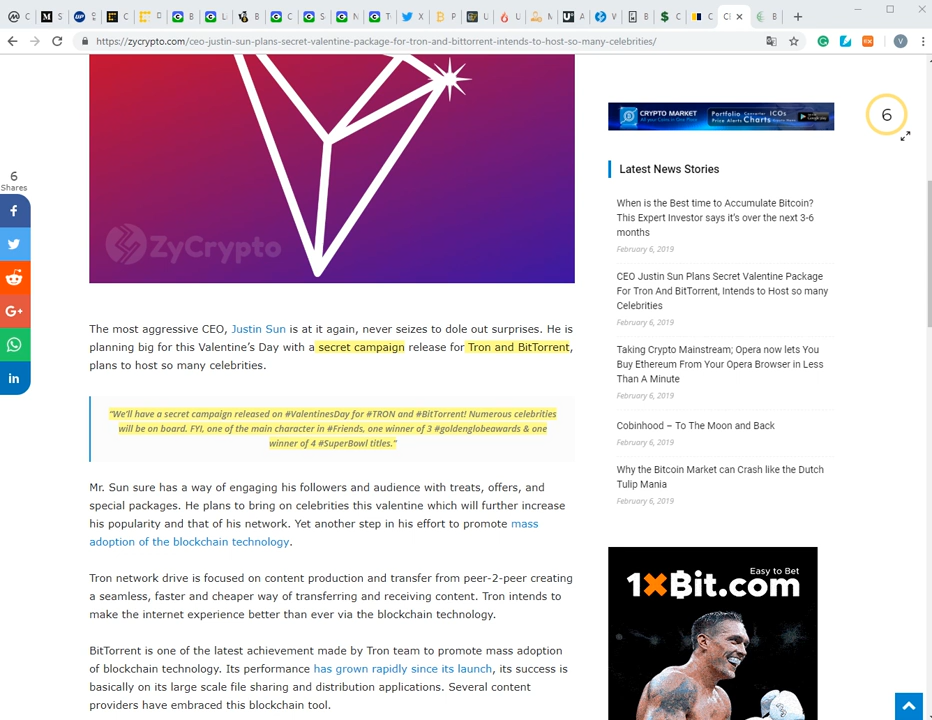 C
M S
C
B
L
B
C
S
N
T
X
P
U
U
M
A
V
B
C
C
C
B
https://zycrypto.com/ceo-justin-sun-plans-secret-valentine-package-for-tron-and-bittorrent-intends-to-host-so-many-celebrities/
V
ZyCrypto
6
Shares
f
G+
in
The most aggressive CEO, Justin Sun is at it again, never seizes to dole out surprises. He is
planning big for this Valentine's Day with a secret campaign release for Tron and BitTorrent,
plans to host so many celebrities.
"We'll have a secret campaign released on #ValentinesDay for #TRON and #BitTorrent! Numerous celebrities
will be on board. FYI, one of the main character in #Friends, one winner of 3 #goldenglobeawards & one
winner of 4 #SuperBowl titles."
Mr. Sun sure has a way of engaging his followers and audience with treats, offers, and
special packages. He plans to bring on celebrities this valentine which will further increase
his popularity and that of his network. Yet another step in his effort to promote mass
adoption of the blockchain technology.
Tron network drive is focused on content production and transfer from peer-2-peer creating
a seamless, faster and cheaper way of transferring and receiving content. Tron intends to
make the internet experience better than ever via the blockchain technology.
BitTorrent is one of the latest achievement made by Tron team to promote mass adoption
of blockchain technology. Its performance has grown rapidly since its launch, its success is
basically on its large scale file sharing and distribution applications. Several content
providers have embraced this blockchain tool.
CRYPTO MARKET
All your Coins in One Place
Portfolio Converter ICOs
Price Alerts Charts Coins News
Google Play
6
Latest News Stories
When is the Best time to Accumulate Bitcoin?
This Expert Investor says it's over the next 3-6
months
February 6, 2019
CEO Justin Sun Plans Secret Valentine Package
For Tron And BitTorrent, Intends to Host so many
Celebrities
February 6, 2019
Taking Crypto Mainstream; Opera now lets You
Buy Ethereum From Your Opera Browser in Less
Than A Minute
February 6, 2019
Cobinhood – To The Moon and Back
February 6, 2019
Why the Bitcoin Market can Crash like the Dutch
Tulip Mania
February 6, 2019
Easy to Bet
1XBit.com